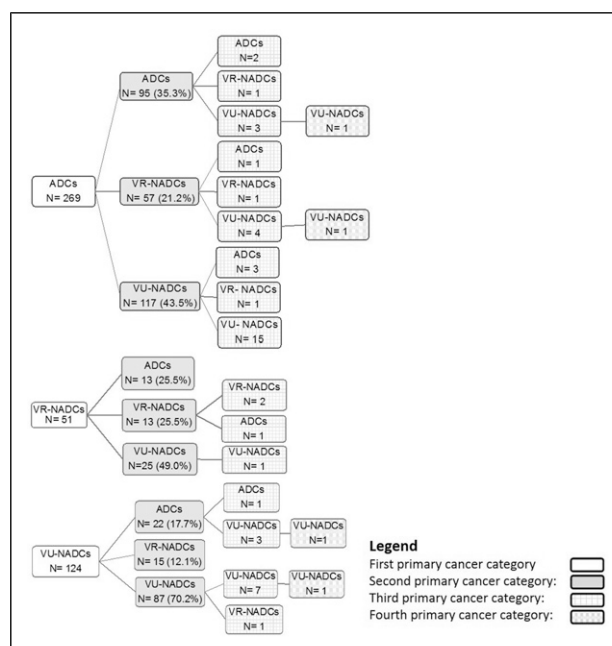 ADCs
N=2
ADCs
N= 95 (35.3%)
VR-NADCs
N= 1
VU-NADCs
N= 3
VU-NADCs
N= 1
ADCs
N= 1
ADCs
N= 269
VR-NADCs
N= 57 (21.2%)
VR-NADCs
N= 1
VU-NADCs
N= 4
VU-NADCs
N= 1
ADCs
N= 3
VU-NADCs
N= 117 (43.5%)
VR- NADCs
N= 1
VU- NADCs
N= 15
ADCs
N= 13 (25.5%)
VR-NADCs
N= 51
VR-NADCs
N= 13 (25.5%)
VR-NADCs
N= 2
ADCs
N= 1
VU-NADCs
N=25 (49.0%)
VU-NADCs
N= 1
ADCs
N= 22 (17.7%)
ADCs
N= 1
VU-NADCs
N= 3
VU-NADCs
N=1
VU-NADCs
N= 124
VR-NADCs
N= 15 (12.1%)
VU-NADCs
N= 87 (70.2%)
VU-NADCs
N= 7
VU-NADCs
N= 1
VR-NADCs
N= 1
Legend
First primary cancer category
Second primary cancer category:
Third primary cancer category:
Fourth primary cancer category: